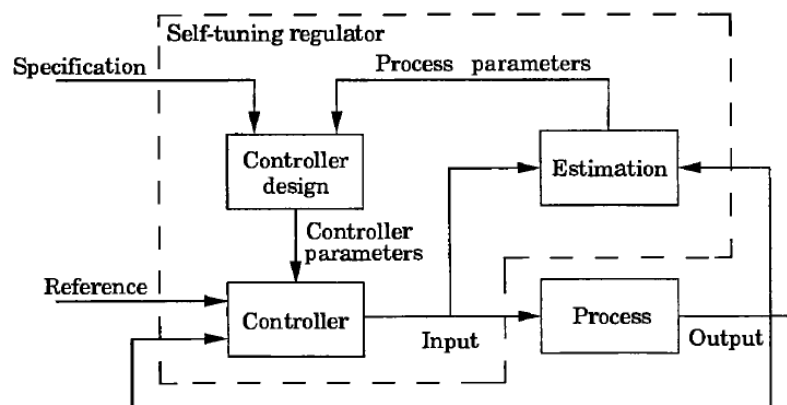 Self-tuning regulator
Specification
Process parameters
Controller
design
Estimation
Controller
parameters
Reference
Controller
Process
Input
Output